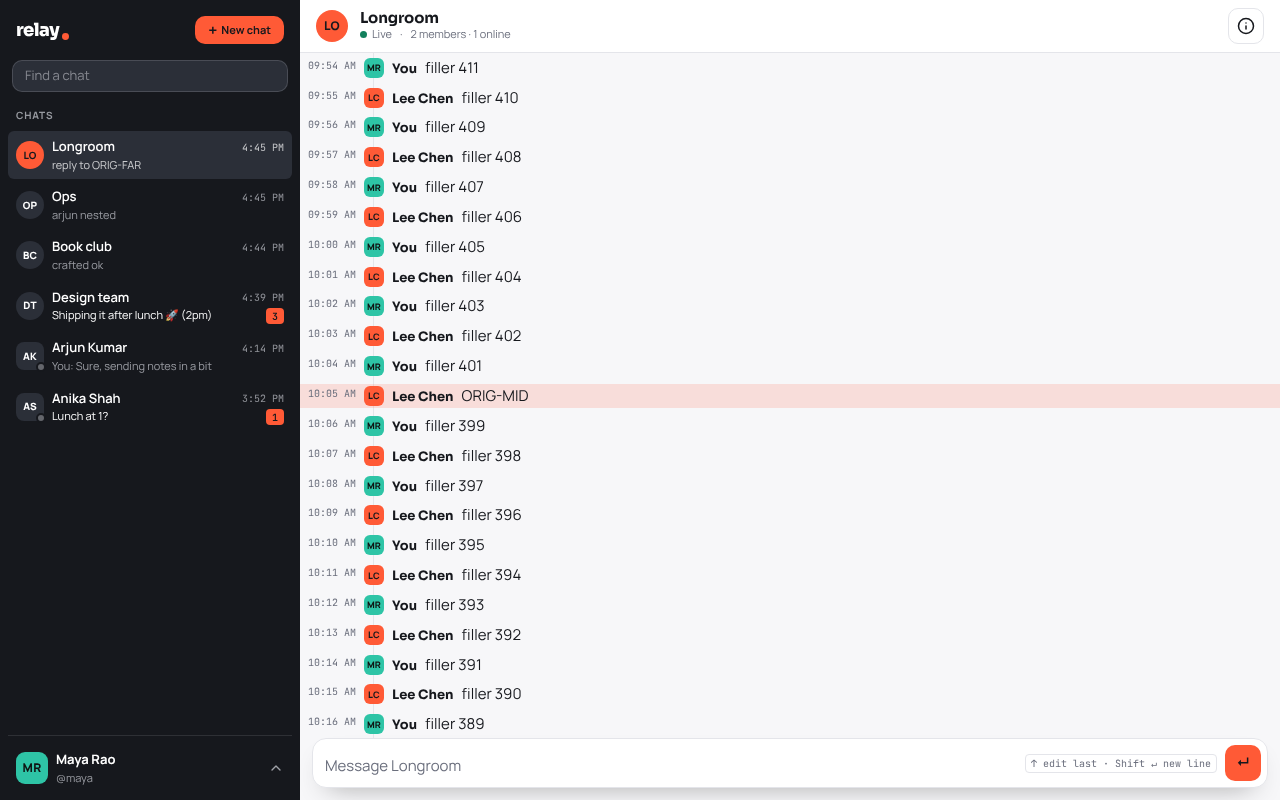 relay.
+ New chat
Find a chat
CHATS
LO Longroom 4:45 PM
reply to ORIG-FAR
OP Ops 4:45 PM
arjun nested
BC Book club 4:44 PM
crafted ok
DT Design team 4:39 PM
Shipping it after lunch 🚀 (2pm) 3
AK Arjun Kumar 4:14 PM
You: Sure, sending notes in a bit
AS Anika Shah 3:52 PM
Lunch at 1? 1
MR Maya Rao
@maya
LO Longroom
Live · 2 members · 1 online
09:54 AM MR You filler 411
09:55 AM LC Lee Chen filler 410
09:56 AM MR You filler 409
09:57 AM LC Lee Chen filler 408
09:58 AM MR You filler 407
09:59 AM LC Lee Chen filler 406
10:00 AM MR You filler 405
10:01 AM LC Lee Chen filler 404
10:02 AM MR You filler 403
10:03 AM LC Lee Chen filler 402
10:04 AM MR You filler 401
10:05 AM LC Lee Chen ORIG-MID
10:06 AM MR You filler 399
10:07 AM LC Lee Chen filler 398
10:08 AM MR You filler 397
10:09 AM LC Lee Chen filler 396
10:10 AM MR You filler 395
10:11 AM LC Lee Chen filler 394
10:12 AM MR You filler 393
10:13 AM LC Lee Chen filler 392
10:14 AM MR You filler 391
10:15 AM LC Lee Chen filler 390
10:16 AM MR You filler 389
Message Longroom
↑ edit last · Shift ↵ new line